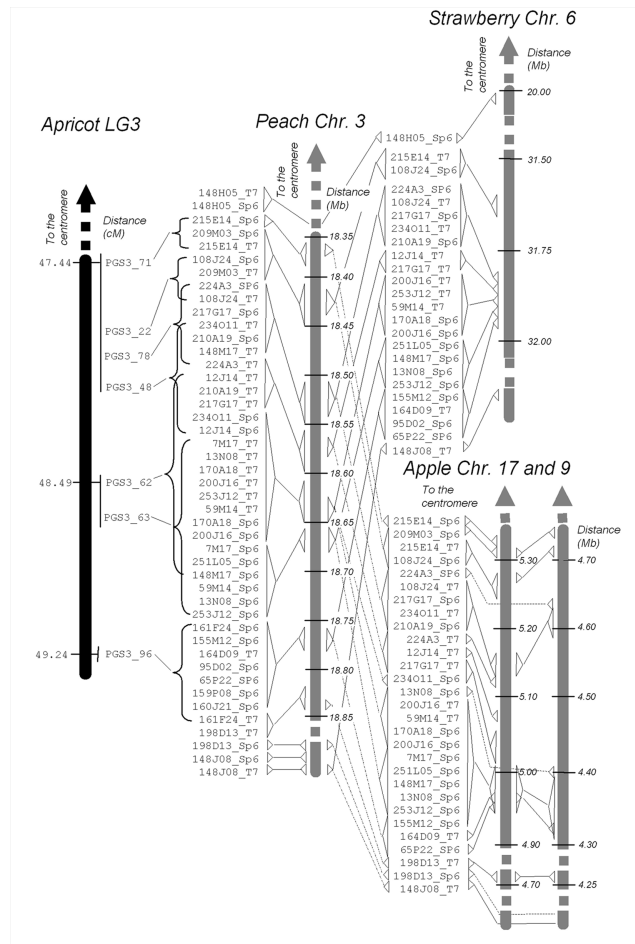 Strawberry Chr. 6
To the centromere
Distance (Mb)
20.00
31.50
31.75
32.00
148H05_Sp6
215E14_T7
108J24_Sp6
224A3_SP6
108J24_T7
217G17_Sp6
234O11_T7
210A19_Sp6
12J14_T7
217G17_T7
200J16_T7
253J12_T7
59M14_T7
170A18_Sp6
200J16_Sp6
251L05_Sp6
148M17_Sp6
13N08_Sp6
253J12_Sp6
155M12_Sp6
164D09_T7
95D02_Sp6
65P22_SP6
148J08_T7
Apricot LG3
To the centromere
Distance (cM)
47.44
48.49
49.24
PGS3_71
PGS3_22
PGS3_78
PGS3_48
PGS3_62
PGS3_63
PGS3_96
Peach Chr. 3
To the centromere
Distance (Mb)
148H05_T7
148H05_Sp6
215E14_Sp6
209M03_Sp6
215E14_T7
108J24_Sp6
209M03_T7
224A3_SP6
108J24_T7
217G17_Sp6
234O11_T7
210A19_Sp6
148M17_T7
224A3_T7
12J14_T7
210A19_T7
217G17_T7
234O11_Sp6
12J14_Sp6
7M17_T7
13N08_T7
170A18_T7
200J16_T7
253J12_T7
59M14_T7
170A18_Sp6
200J16_Sp6
7M17_Sp6
251L05_Sp6
148M17_Sp6
59M14_Sp6
13N08_Sp6
253J12_Sp6
161F24_Sp6
155M12_Sp6
164D09_T7
95D02_Sp6
65P22_SP6
159P08_Sp6
160J21_Sp6
161F24_T7
198D13_T7
198D13_Sp6
148J08_Sp6
148J08_T7
18.35
18.40
18.45
18.50
18.55
18.60
18.65
18.70
18.75
18.80
18.85
Apple Chr. 17 and 9
To the centromere
Distance (Mb)
215E14_Sp6
209M03_Sp6
215E14_T7
108J24_Sp6
224A3_SP6
108J24_T7
217G17_Sp6
234O11_T7
210A19_Sp6
224A3_T7
12J14_T7
217G17_T7
234O11_Sp6
13N08_Sp6
200J16_T7
59M14_T7
170A18_Sp6
200J16_Sp6
7M17_Sp6
251L05_Sp6
148M17_Sp6
13N08_Sp6
253J12_Sp6
155M12_Sp6
164D09_T7
65P22_SP6
198D13_T7
198D13_Sp6
148J08_T7
5.30
5.20
5.10
5.00
4.90
4.70
4.70
4.60
4.50
4.40
4.30
4.25